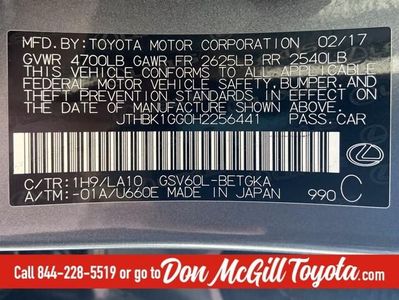 MFD.BY: TOYOTA MOTOR CORPORATION 02/17
GVWR 4700LB GAWR FR 2625LB RR 2540LB
THIS VEHICLE CONFORMS TO ALL APPLICABLE
FEDERAL MOTOR VEHICLE SAFETY,BUMPER,AND
THEFT PREVENTION STANDARDS IN EFFECT ON
THE DATE OF MANUFACTURE SHOWN ABOVE.
JTHBK1GG0H2256441 PASS.CAR
C/TR: 1H9/LA10 GSV60L-BETGKA
A/TM: -01A/U660E MADE IN JAPAN 990 C
Call 844-228-5519 or click to Don McGill Toyota.com